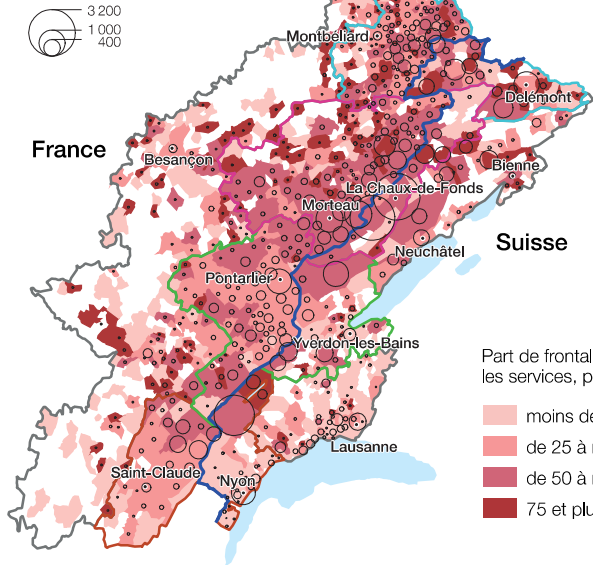 3 200
1 000
400
Montbéliard
Delémont
France
Besançon
Bienne
La Chaux-de-Fonds
Morteau
Neuchâtel
Suisse
Pontarlier
Yverdon-les-Bains
Part de frontal
les services, p
moins de
Lausanne
de 25 à
Saint-Claude
Nyon
de 50 à
75 et plu